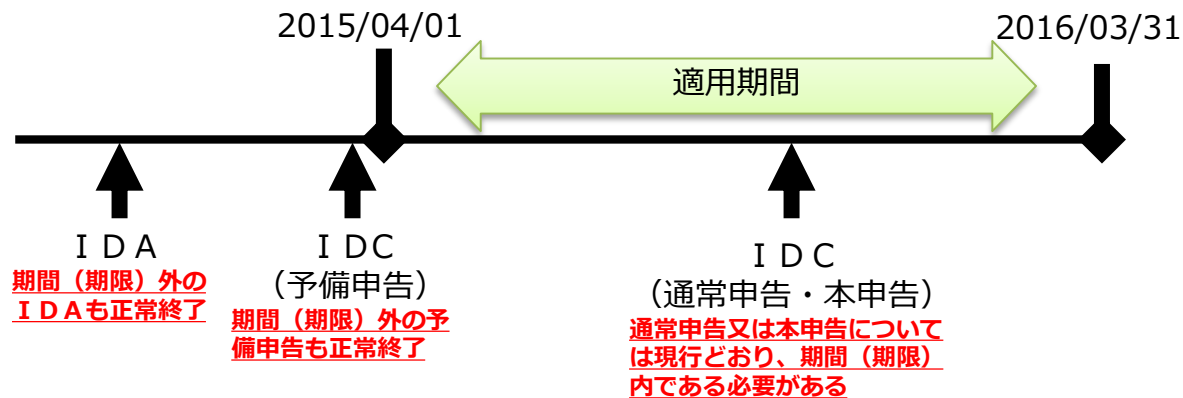 2015/04/01
2016/03/31
適用期間
ＩＤＡ
期間（期限）外の
ＩＤＡも正常終了
ＩＤＣ
（予備申告）
期間（期限）外の予
備申告も正常終了
ＩＤＣ
（通常申告・本申告）
通常申告又は本申告について
は現行どおり、期間（期限）
内である必要がある